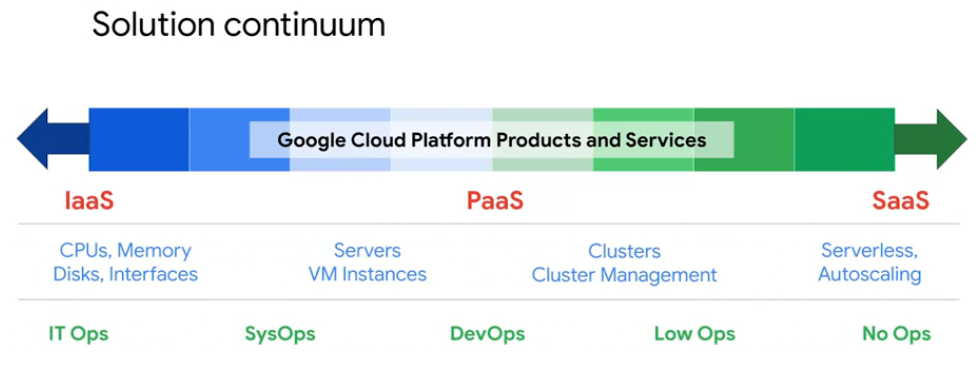 Solution continuum
Google Cloud Platform Products and Services
IaaS PaaS SaaS
CPUs, Memory Servers Clusters Serverless,
Disks, Interfaces VM Instances Cluster Management Autoscaling
IT Ops SysOps DevOps Low Ops No Ops